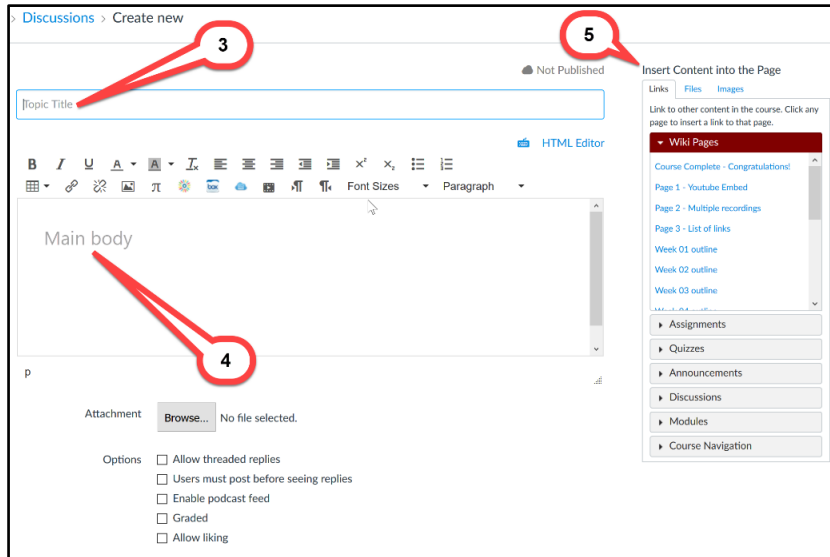 > Discussions > Create new
3
5
Not Published
Topic Title
HTML Editor
B I U A A Tx x² x₂
π box ¶ ¶ Font Sizes Paragraph
Main body
4
p
Attachment Browse... No file selected.
Options Allow threaded replies
Users must post before seeing replies
Enable podcast feed
Graded
Allow liking
Insert Content into the Page
Links Files Images
Link to other content in the course. Click any
page to insert a link to that page.
Wiki Pages
Course Complete - Congratulations!
Page 1 - Youtube Embed
Page 2 - Multiple recordings
Page 3 - List of links
Week 01 outline
Week 02 outline
Week 03 outline
Assignments
Quizzes
Announcements
Discussions
Modules
Course Navigation